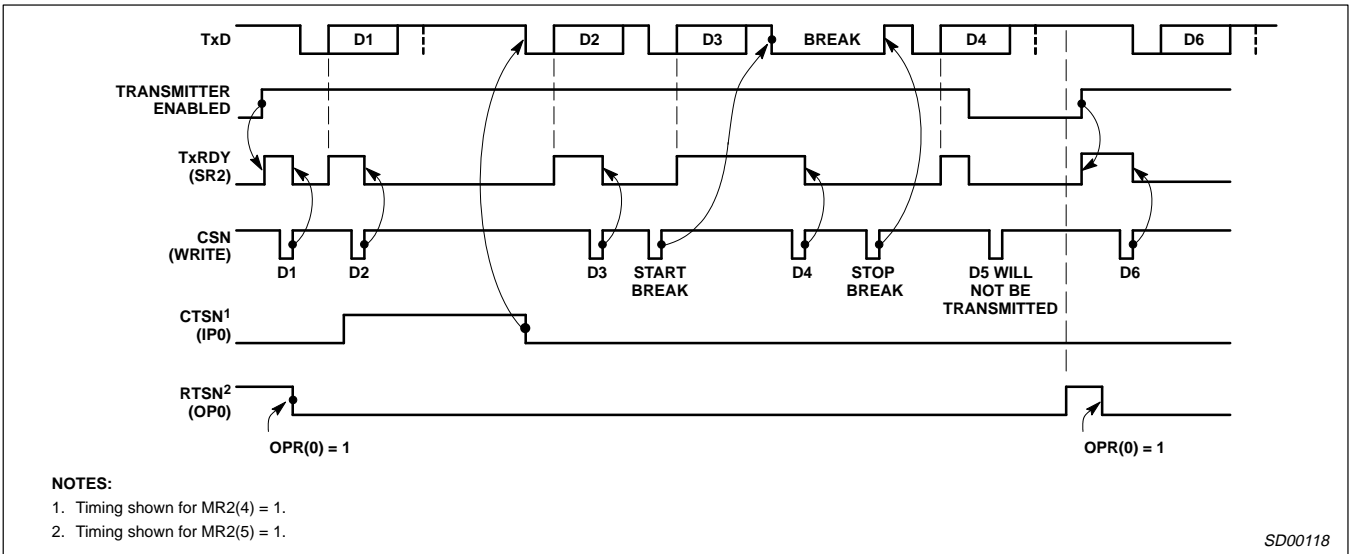 TxD
D1
D2
D3
BREAK
D4
D6
TRANSMITTER
ENABLED
TxRDY
(SR2)
CSN
(WRITE)
D1
D2
D3
START
BREAK
D4
STOP
BREAK
D5 WILL
NOT BE
TRANSMITTED
D6
CTSN1
(IP0)
RTSN2
(OP0)
OPR(0) = 1
OPR(0) = 1
NOTES:
1. Timing shown for MR2(4) = 1.
2. Timing shown for MR2(5) = 1.
SD00118